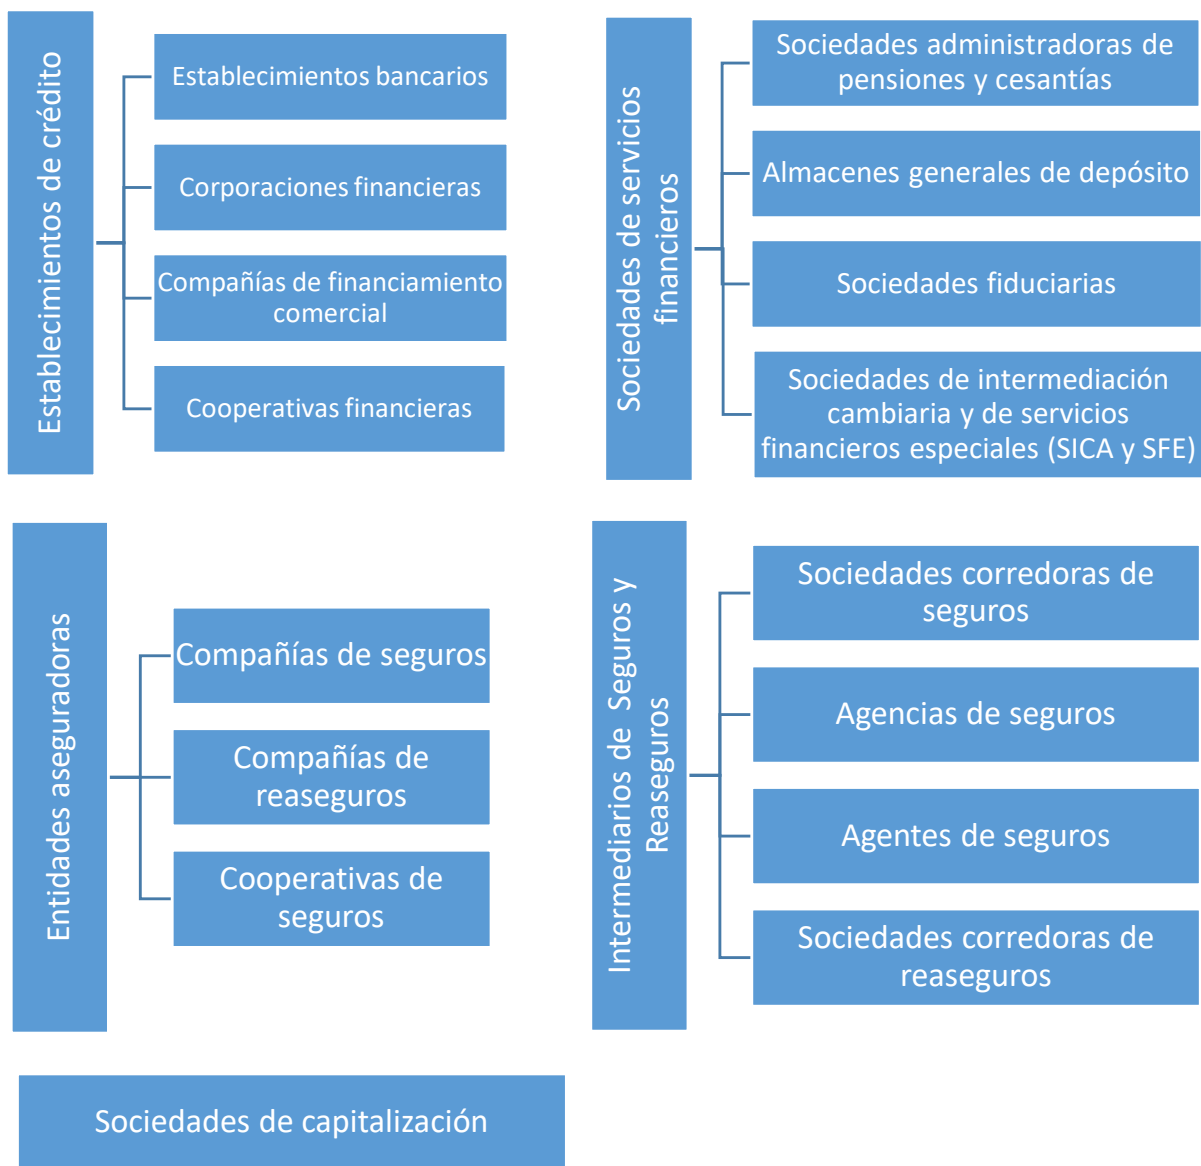 Establecimientos de crédito
Establecimientos bancarios
Corporaciones financieras
Compañías de financiamiento
comercial
Cooperativas financieras
Sociedades de servicios
financieros
Sociedades administradoras de
pensiones y cesantías
Almacenes generales de depósito
Sociedades fiduciarias
Sociedades de intermediación
cambiaria y de servicios
financieros especiales (SICA y SFE)
Entidades aseguradoras
Compañías de seguros
Compañías de
reaseguros
Cooperativas de
seguros
Intermediarios de Seguros y
Reaseguros
Sociedades corredoras de
seguros
Agencias de seguros
Agentes de seguros
Sociedades corredoras de
reaseguros
Sociedades de capitalización